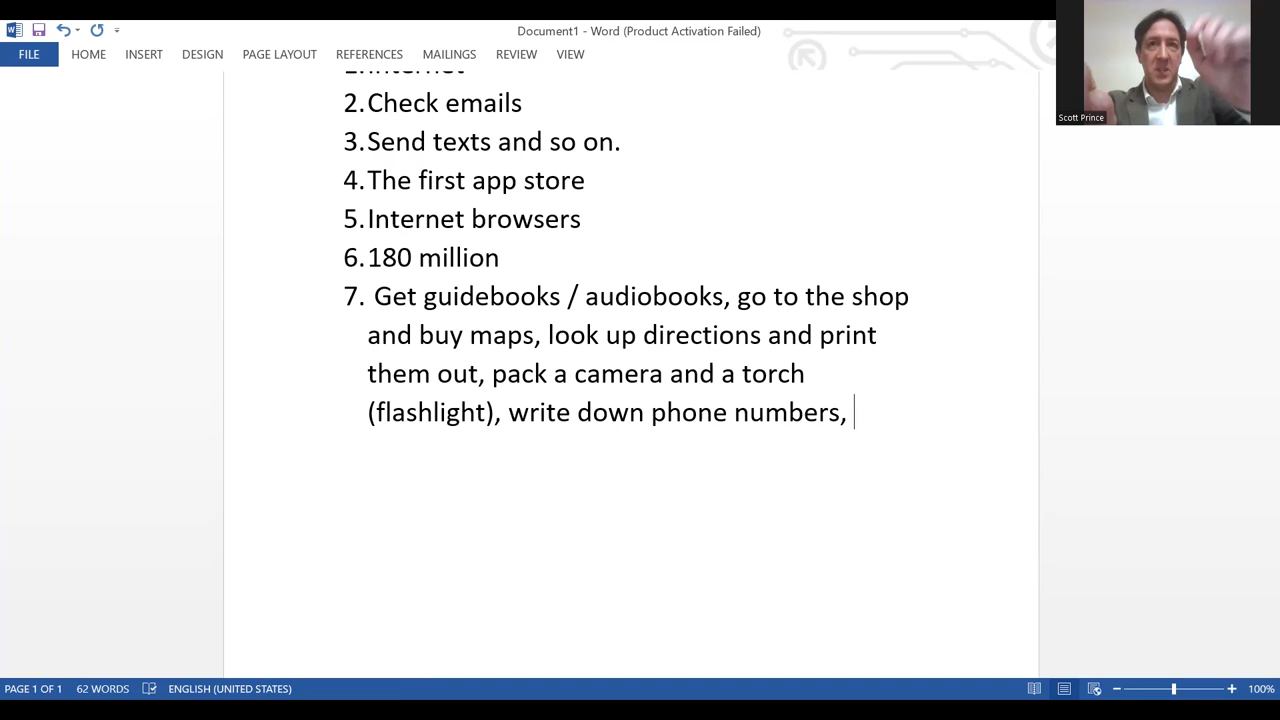 Document1 - Word (Product Activation Failed)
FILE HOME INSERT DESIGN PAGE LAYOUT REFERENCES MAILINGS REVIEW VIEW
Scott Prince
1.Internet
2.Check emails
3.Send texts and so on.
4.The first app store
5.Internet browsers
6.180 million
7. Get guidebooks / audiobooks, go to the shop
and buy maps, look up directions and print
them out, pack a camera and a torch
(flashlight), write down phone numbers,
PAGE 1 OF 1 62 WORDS ENGLISH (UNITED STATES) 100%